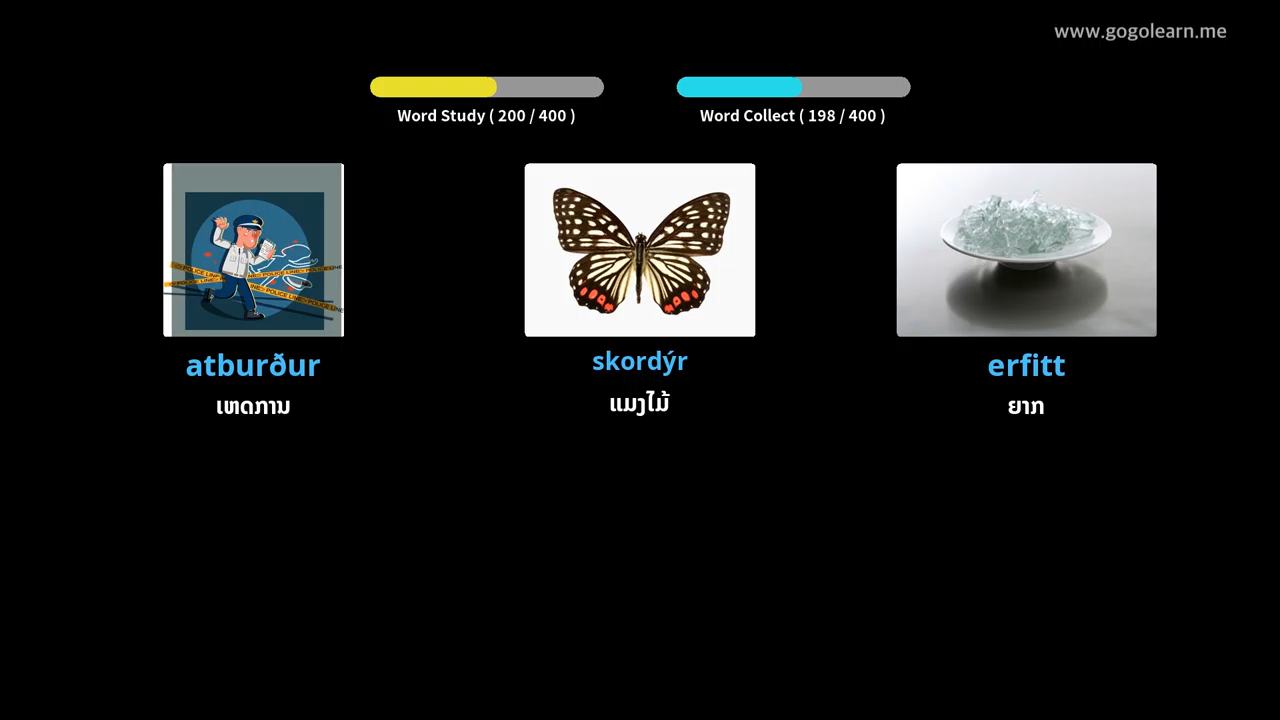 www.gogolearn.me
Word Study ( 200 / 400 )
Word Collect ( 198 / 400 )
atburður
skordýr
erfitt
ເຫດການ
ແມງໄມ້
ຍາກ